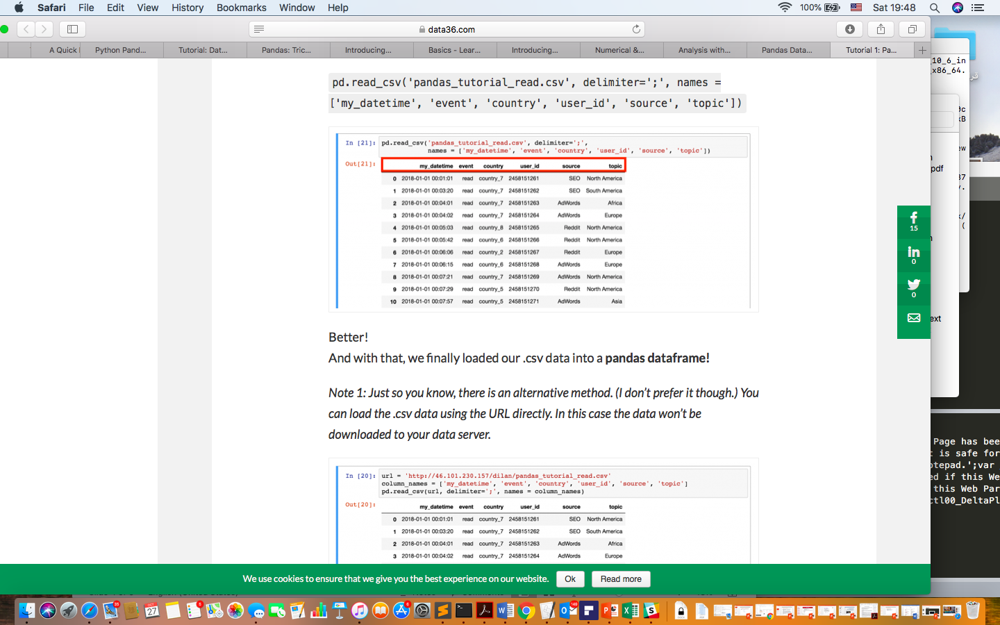 Safari File Edit View History Bookmarks Window Help 100% Sat 19:48
data36.com
A Quick Python Pand... Tutorial: Dat... Pandas: Tric... Introducing... Basics - Lear... Introducing... Numerical &... Analysis with... Pandas Data... Tutorial 1: Pa...
pd.read_csv('pandas_tutorial_read.csv', delimiter=';', names =
['my_datetime', 'event', 'country', 'user_id', 'source', 'topic'])
In [21]: pd.read_csv('pandas_tutorial_read.csv', delimiter=';',
names = ['my_datetime', 'event', 'country', 'user_id', 'source', 'topic'])
Out[21]: my_datetime event country user_id source topic
0 2018-01-01 00:01:01 read country_7 2458151261 SEO North America
1 2018-01-01 00:03:20 read country_7 2458151262 SEO South America
2 2018-01-01 00:04:01 read country_7 2458151263 AdWords Africa
3 2018-01-01 00:04:02 read country_7 2458151264 AdWords Europe
4 2018-01-01 00:05:03 read country_8 2458151265 Reddit North America
5 2018-01-01 00:05:42 read country_6 2458151266 Reddit North America
6 2018-01-01 00:06:06 read country_2 2458151267 Reddit Europe
7 2018-01-01 00:06:15 read country_6 2458151268 AdWords Europe
8 2018-01-01 00:07:21 read country_7 2458151269 AdWords North America
9 2018-01-01 00:07:29 read country_5 2458151270 Reddit North America
10 2018-01-01 00:07:57 read country_5 2458151271 AdWords Asia
Better!
And with that, we finally loaded our .csv data into a pandas dataframe!
Note 1: Just so you know, there is an alternative method. (I don't prefer it though.) You
can load the .csv data using the URL directly. In this case the data won't be
downloaded to your data server.
In [20]: url = 'http://46.101.230.157/dilan/pandas_tutorial_read.csv'
column_names = ['my_datetime', 'event', 'country', 'user_id', 'source', 'topic']
pd.read_csv(url, delimiter=';', names = column_names)
Out[20]: my_datetime event country user_id source topic
0 2018-01-01 00:01:01 read country_7 2458151261 SEO North America
1 2018-01-01 00:03:20 read country_7 2458151262 SEO South America
2 2018-01-01 00:04:01 read country_7 2458151263 AdWords Africa
3 2018-01-01 00:04:02 read country_7 2458151264 AdWords Europe
15
0
0
10_6_in
x86_64.
Page has bee
is safe for
otepad.';var
ed if this We
this Web Par
ctl00_DeltaPl
We use cookies to ensure that we give you the best experience on our website. Ok Read more
OCT
27